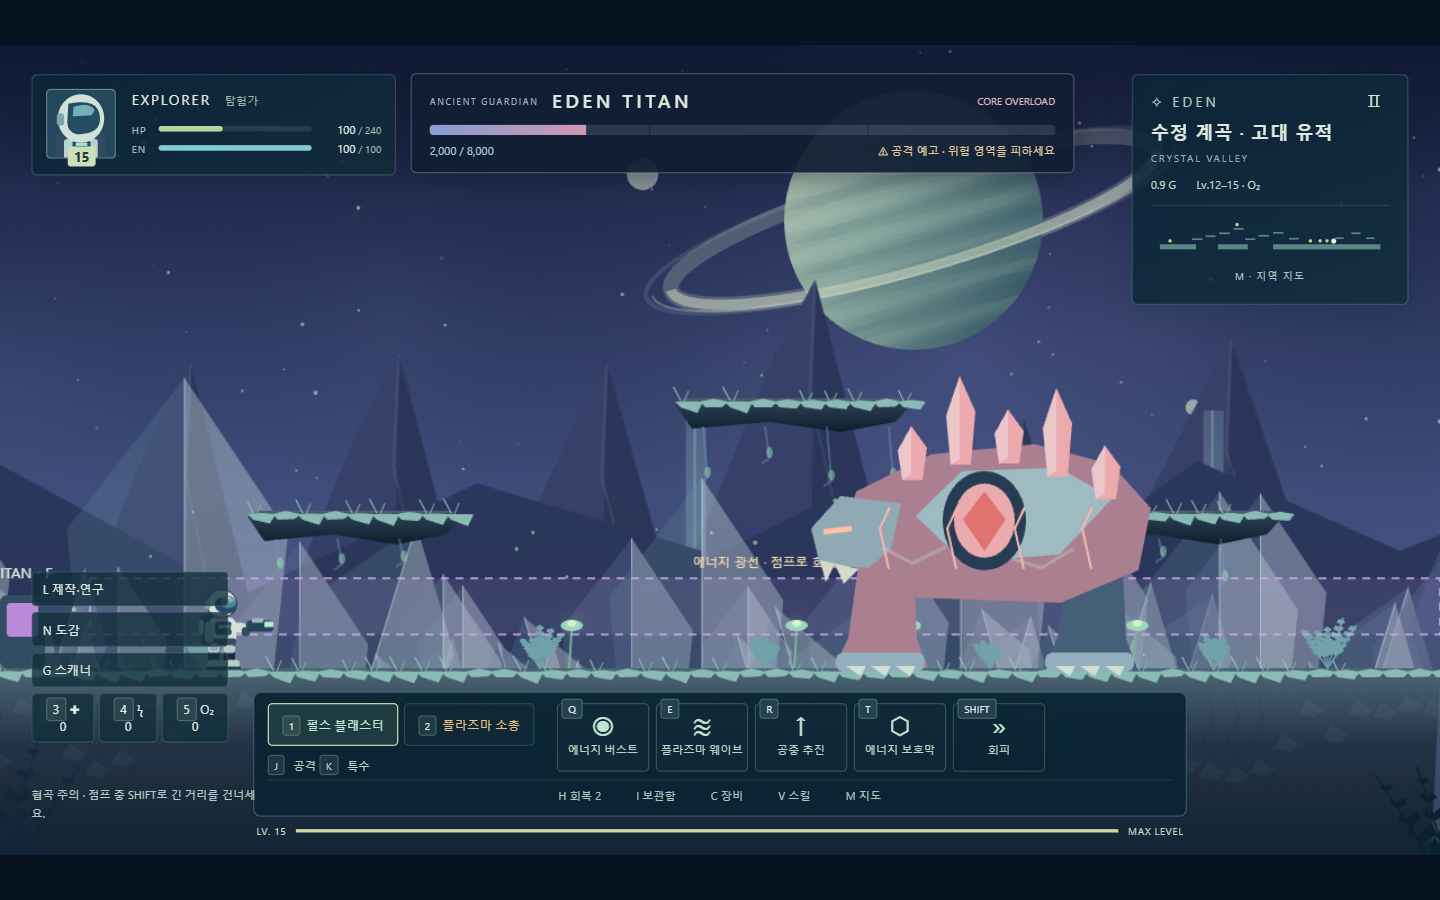 EXPLORER 탐험가
HP 100 / 240
EN 100 / 100
15
ANCIENT GUARDIAN EDEN TITAN CORE OVERLOAD
2,000 / 8,000 ⚠ 공격 예고 · 위험 영역을 피하세요
✧ EDEN II
수정 계곡 · 고대 유적
CRYSTAL VALLEY
0.9 G Lv.12–15 · O₂
M · 지역 지도
에너지 광선 · 점프로
ITAN
L 제작·연구
N 도감
G 스캐너
3 ✚ 0
4 0
5 O₂ 0
협곡 주의 · 점프 중 SHIFT로 긴 거리를 건너세
요.
1 펄스 블래스터
2 플라즈마 소총
J 공격 K 특수
Q 에너지 버스트
E 플라즈마 웨이브
R 공중 추진
T 에너지 보호막
SHIFT 회피
H 회복 2 I 보관함 C 장비 V 스킬 M 지도
LV. 15 MAX LEVEL